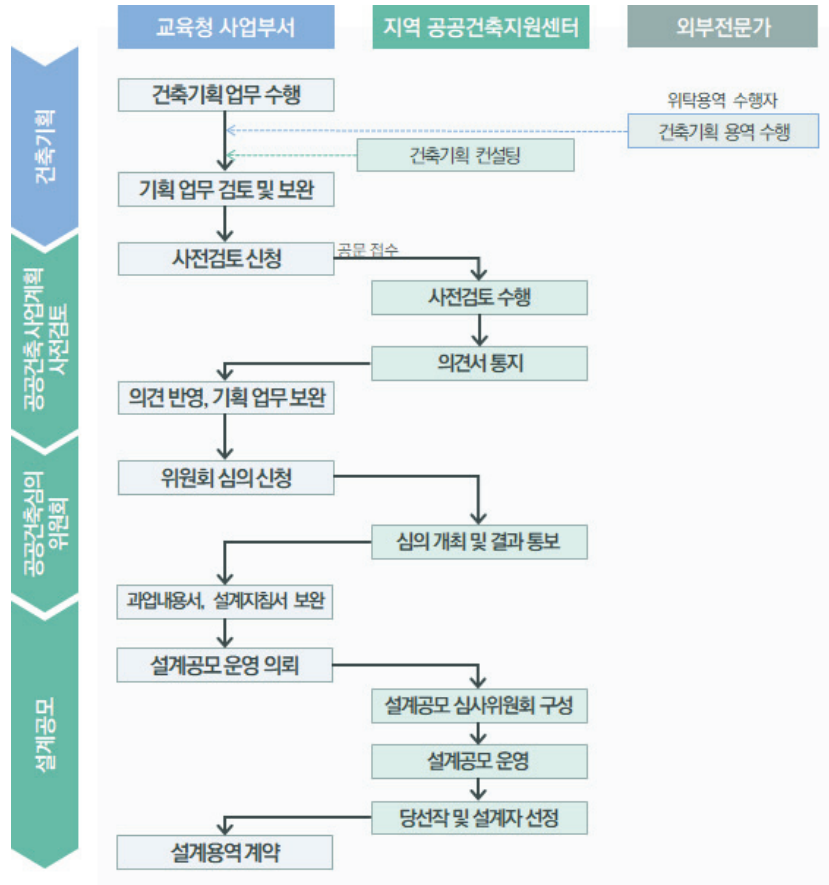 교육청 사업부서
지역 공공건축지원센터
외부전문가
건축기획
건축기획 업무 수행
위탁용역 수행자
건축기획 용역 수행
건축기획 컨설팅
기획 업무 검토 및 보완
공공건축 사업계획
사전검토
사전검토 신청
공문 접수
사전검토 수행
의견서 통지
의견 반영, 기획 업무 보완
공공건축심의
위원회
위원회 심의 신청
심의 개최 및 결과 통보
과업내용서, 설계지침서 보완
설계공모
설계공모 운영 의뢰
설계공모 심사위원회 구성
설계공모 운영
당선작 및 설계자 선정
설계용역 계약